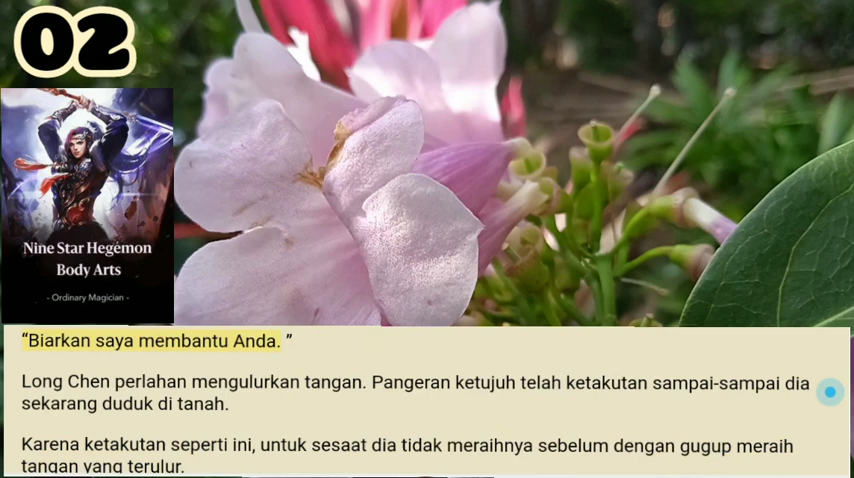 02
Nine Star Hegemon
Body Arts
- Ordinary Magician -
“Biarkan saya membantu Anda. ”
Long Chen perlahan mengulurkan tangan. Pangeran ketujuh telah ketakutan sampai-sampai dia
sekarang duduk di tanah.
Karena ketakutan seperti ini, untuk sesaat dia tidak meraihnya sebelum dengan gugup meraih
tangan yang terulur.